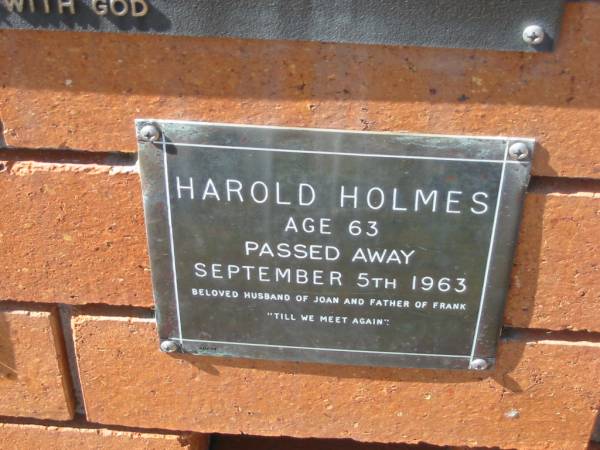 WITH GOD
HAROLD HOLMES
AGE 63
PASSED AWAY
SEPTEMBER 5TH 1963
BELOVED HUSBAND OF JOAN AND FATHER OF FRANK
"TILL WE MEET AGAIN"